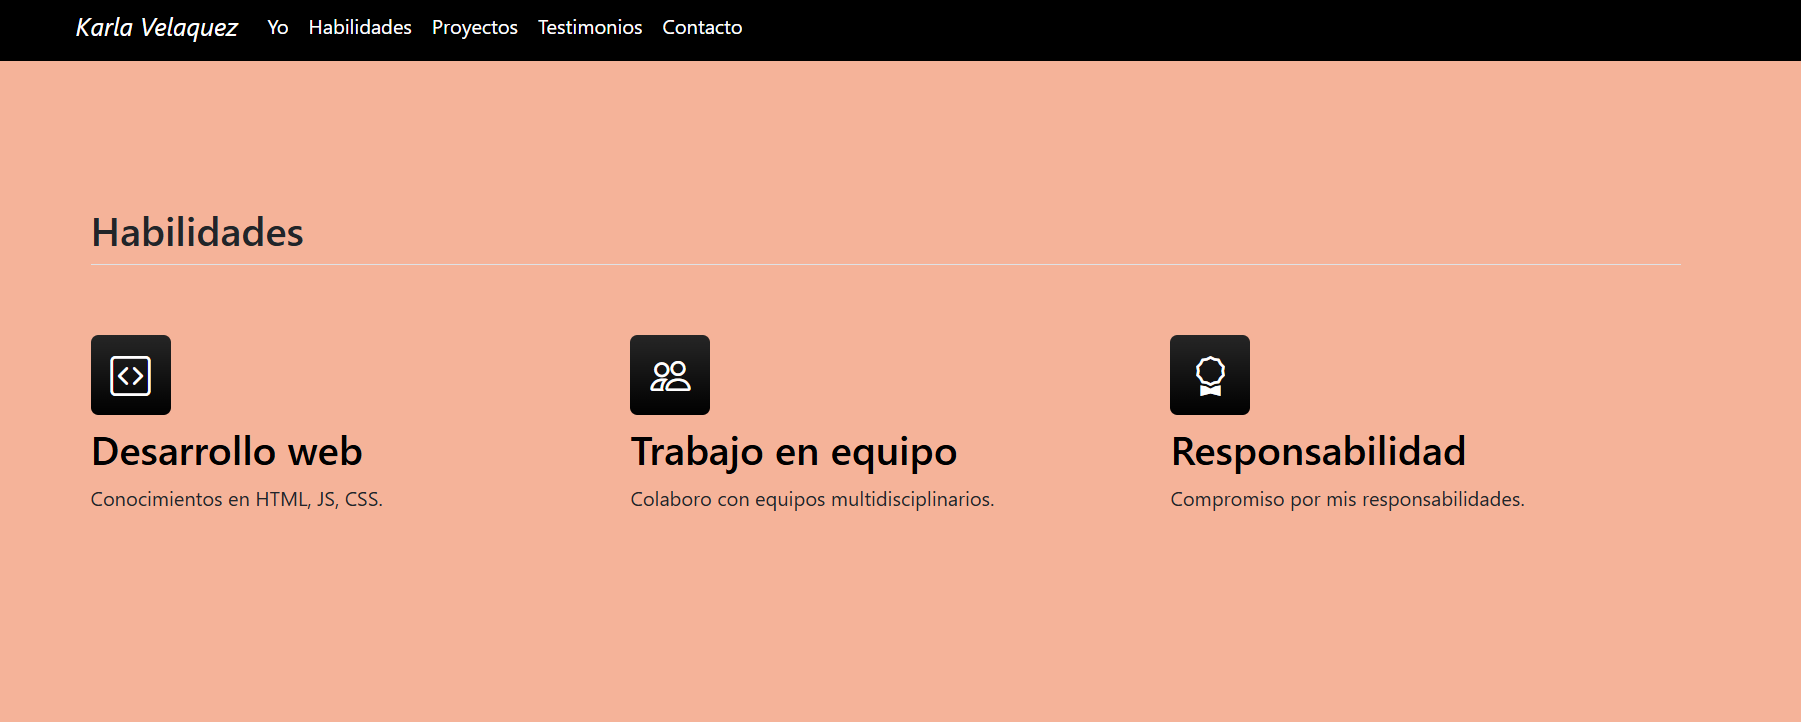 Karla Velaquez Yo Habilidades Proyectos Testimonios Contacto
Habilidades
Desarrollo web
Conocimientos en HTML, JS, CSS.
Trabajo en equipo
Colaboro con equipos multidisciplinarios.
Responsabilidad
Compromiso por mis responsabilidades.